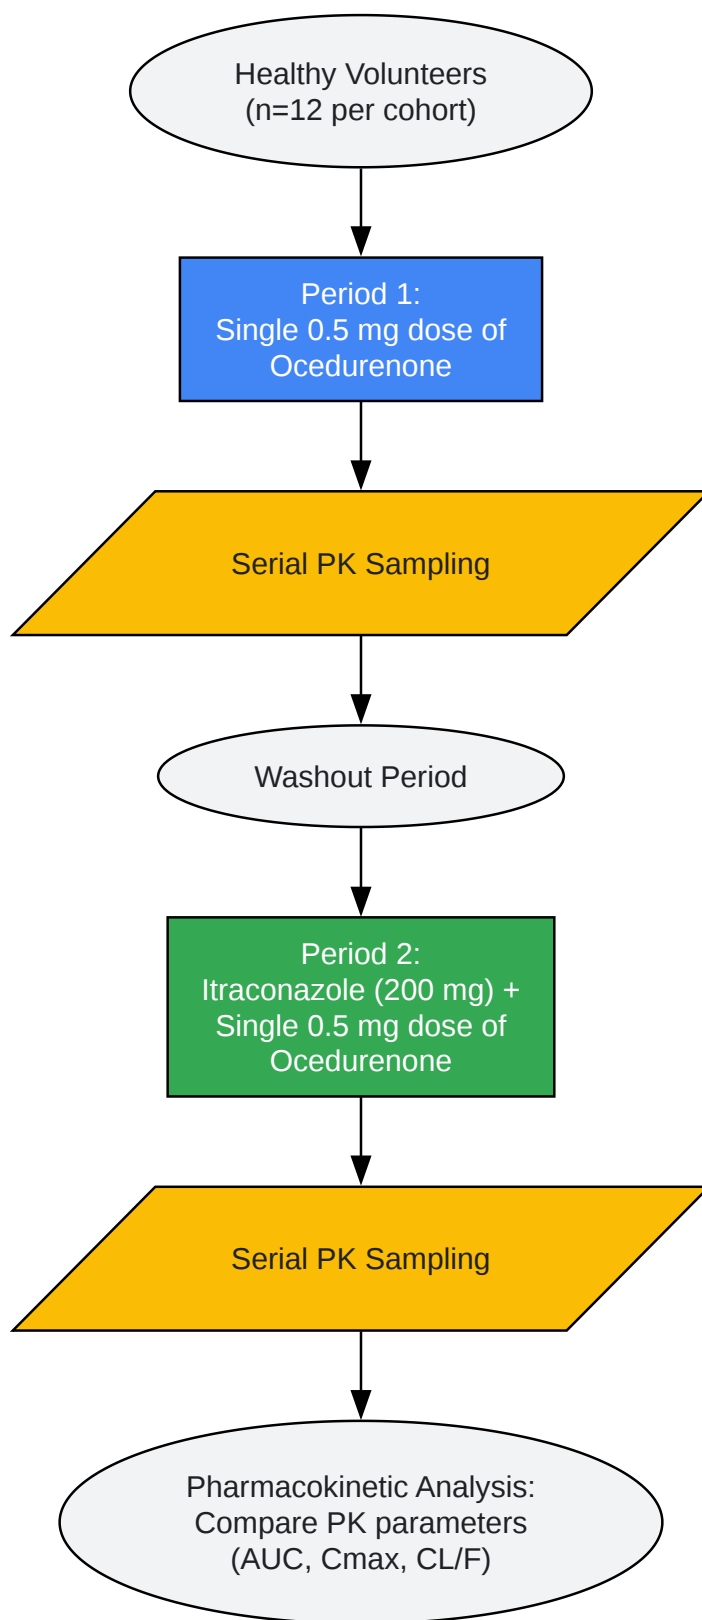 Healthy Volunteers
(n=12 per cohort)
Period 1:
Single 0.5 mg dose of
Ocedurenone
Serial PK Sampling
Washout Period
Period 2:
Itraconazole (200 mg) +
Single 0.5 mg dose of
Ocedurenone
Serial PK Sampling
Pharmacokinetic Analysis:
Compare PK parameters
(AUC, Cmax, CL/F)